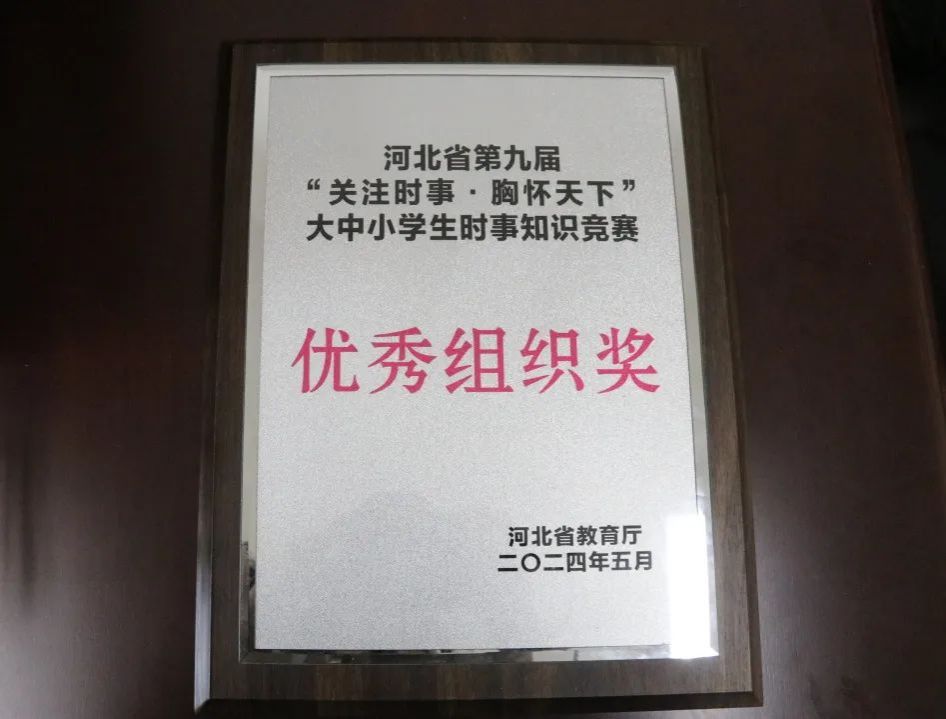 河北省第九届
“关注时事·胸怀天下”
大中小学生时事知识竞赛
优秀组织奖
河北省教育厅
二〇二四年五月